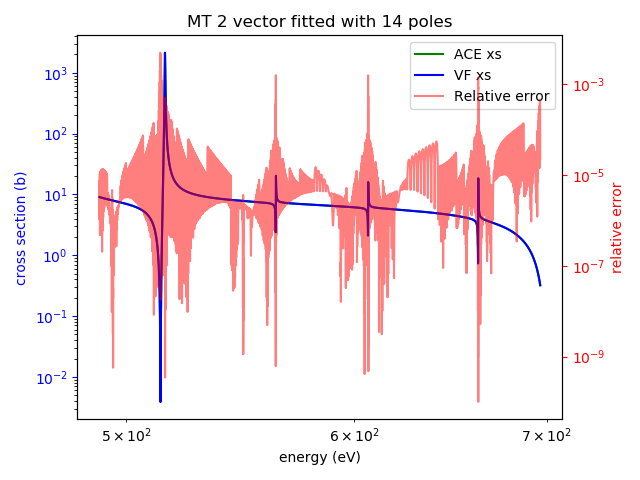 MT 2 vector fitted with 14 poles
ACE xs
VF xs
Relative error
cross section (b)
10³
10²
10¹
10⁰
10⁻¹
10⁻²
10⁻³
10⁻⁵
10⁻⁷
10⁻⁹
relative error
5 × 10² 6 × 10² 7 × 10²
energy (eV)